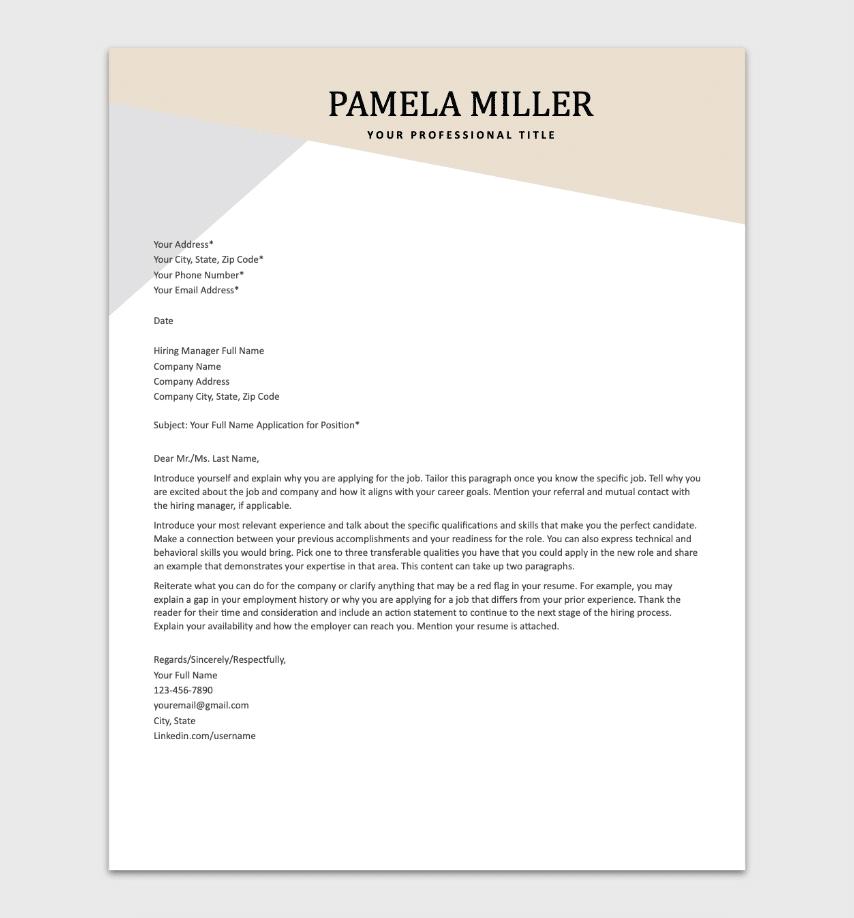 PAMELA MILLER
YOUR PROFESSIONAL TITLE
Your Address*
Your City, State, Zip Code*
Your Phone Number*
Your Email Address*
Date
Hiring Manager Full Name
Company Name
Company Address
Company City, State, Zip Code
Subject: Your Full Name Application for Position*
Dear Mr./Ms. Last Name,
Introduce yourself and explain why you are applying for the job. Tailor this paragraph once you know the specific job. Tell why you
are excited about the job and company and how it aligns with your career goals. Mention your referral and mutual contact with
the hiring manager, if applicable.
Introduce your most relevant experience and talk about the specific qualifications and skills that make you the perfect candidate.
Make a connection between your previous accomplishments and your readiness for the role. You can also express technical and
behavioral skills you would bring. Pick one to three transferable qualities you have that you could apply in the new role and share
an example that demonstrates your expertise in that area. This content can take up two paragraphs.
Reiterate what you can do for the company or clarify anything that may be a red flag in your resume. For example, you may
explain a gap in your employment history or why you are applying for a job that differs from your prior experience. Thank the
reader for their time and consideration and include an action statement to continue to the next stage of the hiring process.
Explain your availability and how the employer can reach you. Mention your resume is attached.
Regards/Sincerely/Respectfully,
Your Full Name
123-456-7890
youremail@gmail.com
City, State
Linkedin.com/username